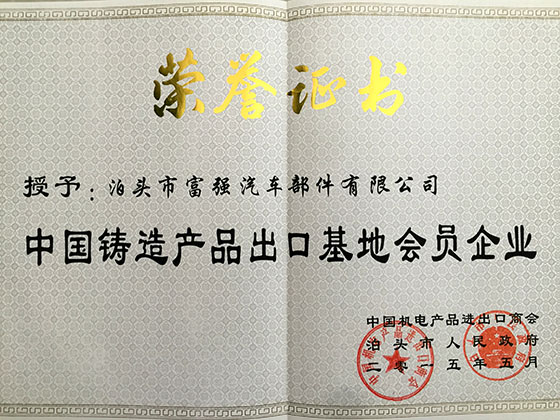 荣誉证书
授予：泊头市富强汽车部件有限公司
中国铸造产品出口基地会员企业
中国机电产品进出口商会
泊头市人民政府
二零一五年五月